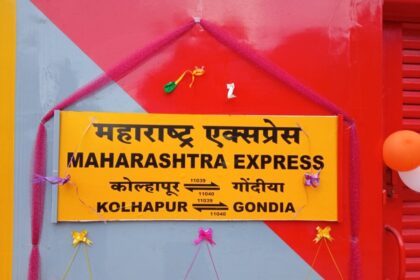 महाराष्ट्र एक्सप्रेस
MAHARASHTRA EXPRESS
कोल्हापूर 11039 11040 गोंदीया
KOLHAPUR 11039 11040 GONDIA